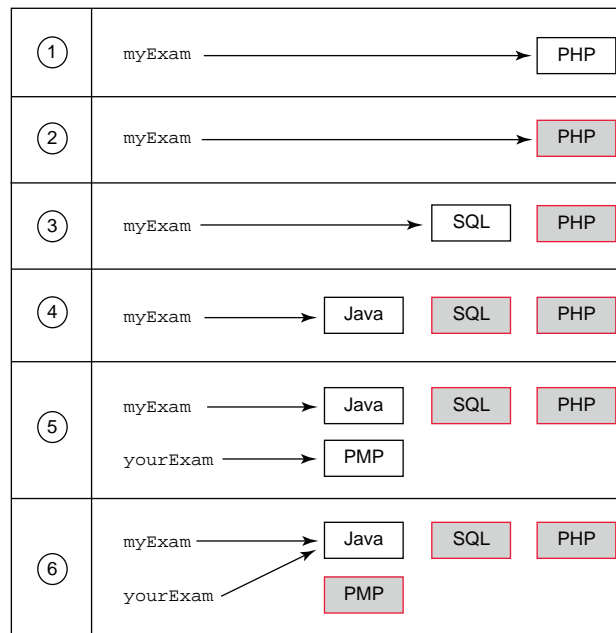 1 myExam PHP
2 myExam PHP
3 myExam SQL PHP
4 myExam Java SQL PHP
5 myExam Java SQL PHP
yourExam PMP
6 myExam Java SQL PHP
yourExam PMP